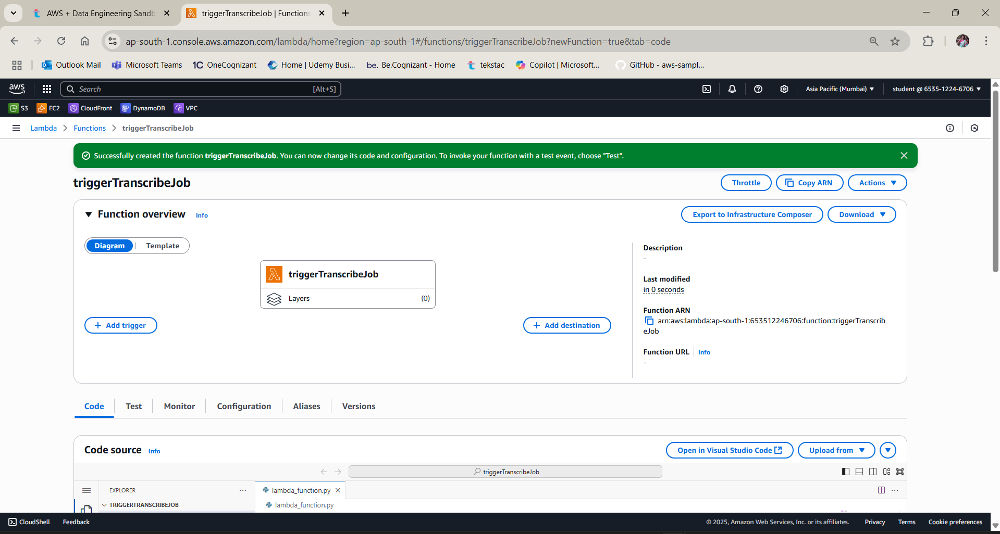 AWS + Data Engineering Sandb
triggerTranscribeJob | Functions
ap-south-1.console.aws.amazon.com/lambda/home?region=ap-south-1#/functions/triggerTranscribeJob?newFunction=true&tab=code
Outlook Mail
Microsoft Teams
1C OneCognizant
Home | Udemy Busi...
be. Be.Cognizant - Home
tekstac
Copilot | Microsoft...
GitHub - aws-sampl...
aws
Search
[Alt+S]
Asia Pacific (Mumbai)
student @ 6535-1224-6706
S3
EC2
CloudFront
DynamoDB
VPC
Lambda
Functions
triggerTranscribeJob
Successfully created the function triggerTranscribeJob. You can now change its code and configuration. To invoke your function with a test event, choose "Test".
triggerTranscribeJob
Throttle
Copy ARN
Actions
Function overview
Info
Export to Infrastructure Composer
Download
Diagram
Template
triggerTranscribeJob
Layers
(0)
Add trigger
Add destination
Description
-
Last modified
in 0 seconds
Function ARN
arn:aws:lambda:ap-south-1:653512246706:function:triggerTranscrib
eJob
Function URL
Info
-
Code
Test
Monitor
Configuration
Aliases
Versions
Code source
Info
Open in Visual Studio Code
Upload from
triggerTranscribeJob
EXPLORER
lambda_function.py
TRIGGERTRANSCRIBEJOB
lambda_function.py
CloudShell
Feedback
© 2025, Amazon Web Services, Inc. or its affiliates.
Privacy
Terms
Cookie preferences